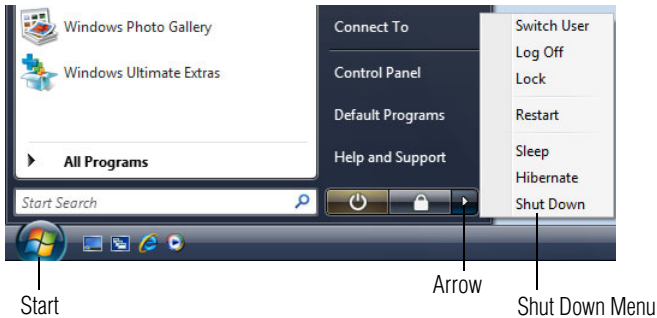 Windows Photo Gallery
Windows Ultimate Extras
All Programs
Start Search
Connect To
Control Panel
Default Programs
Help and Support
Switch User
Log Off
Lock
Restart
Sleep
Hibernate
Shut Down
Start
Arrow
Shut Down Menu